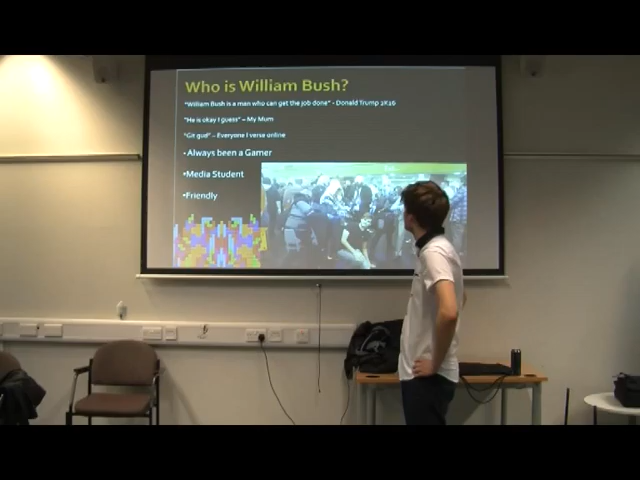 Who is William Bush?
"William Bush is a man who can get the job done" - Donald Trump 2K16
"He is okay I guess" – My Mum
"Git gud" – Everyone I verse online
• Always been a Gamer
•Media Student
•Friendly